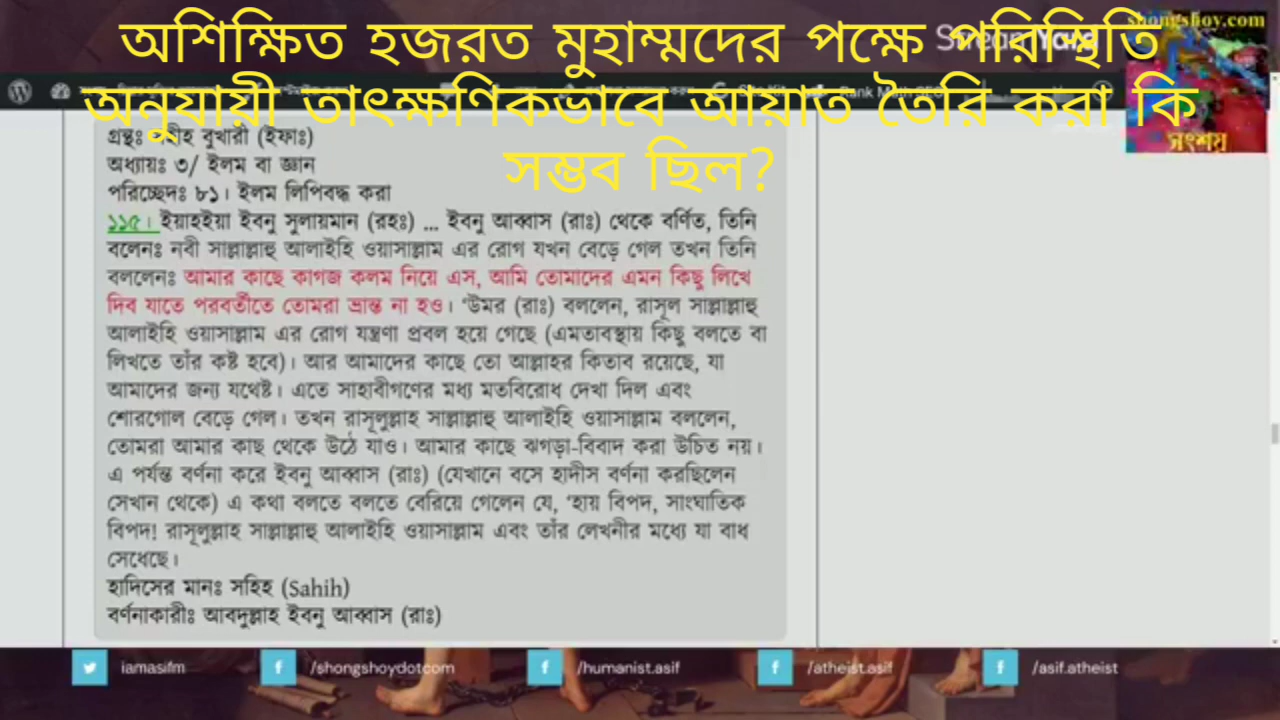 অশিক্ষিত হজরত মুহাম্মদের পক্ষে পরিস্থিতি
অনুযায়ী তাৎক্ষণিকভাবে আয়াত তৈরি করা কি
সম্ভব ছিল?
shongshoy.com
Rank Math SEO
সংশয়
গ্রন্থঃ সহীহ বুখারী (ইফাঃ)
অধ্যায়ঃ ৩/ ইলম বা জ্ঞান
পরিচ্ছেদঃ ৮১। ইলম লিপিবদ্ধ করা
১১৫। ইয়াহইয়া ইবনু সুলায়মান (রহঃ) ... ইবনু আব্বাস (রাঃ) থেকে বর্ণিত, তিনি
বলেনঃ নবী সাল্লাল্লাহু আলাইহি ওয়াসাল্লাম এর রোগ যখন বেড়ে গেল তখন তিনি
বললেনঃ আমার কাছে কাগজ কলম নিয়ে এস, আমি তোমাদের এমন কিছু লিখে
দিব যাতে পরবর্তীতে তোমরা ভ্রান্ত না হও। ‘উমর (রাঃ) বললেন, রাসূল সাল্লাল্লাহু
আলাইহি ওয়াসাল্লাম এর রোগ যন্ত্রণা প্রবল হয়ে গেছে (এমতাবস্থায় কিছু বলতে বা
লিখতে তাঁর কষ্ট হবে)। আর আমাদের কাছে তো আল্লাহর কিতাব রয়েছে, যা
আমাদের জন্য যথেষ্ট। এতে সাহাবীগণের মধ্য মতবিরোধ দেখা দিল এবং
শোরগোল বেড়ে গেল। তখন রাসূলুল্লাহ সাল্লাল্লাহু আলাইহি ওয়াসাল্লাম বললেন,
তোমরা আমার কাছ থেকে উঠে যাও। আমার কাছে ঝগড়া-বিবাদ করা উচিত নয়।
এ পর্যন্ত বর্ণনা করে ইবনু আব্বাস (রাঃ) (যেখানে বসে হাদীস বর্ণনা করছিলেন
সেখান থেকে) এ কথা বলতে বলতে বেরিয়ে গেলেন যে, ‘হায় বিপদ, সাংঘাতিক
বিপদ! রাসূলুল্লাহ সাল্লাল্লাহু আলাইহি ওয়াসাল্লাম এবং তাঁর লেখনীর মধ্যে যা বাধ
সেধেছে।
হাদিসের মানঃ সহিহ (Sahih)
বর্ণনাকারীঃ আবদুল্লাহ ইবনু আব্বাস (রাঃ)
iamasifm /shongshoydotcom /humanist.asif /atheist.asif /asif.atheist